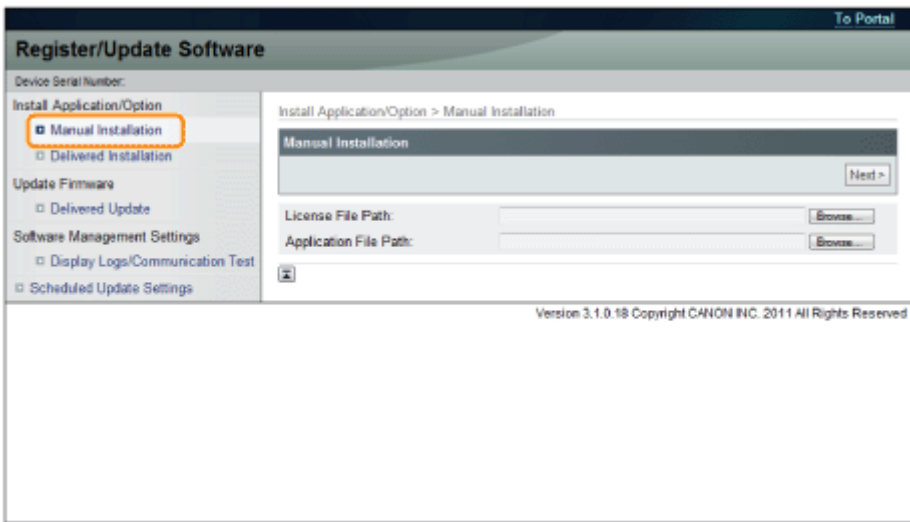 To Portal
Register/Update Software
Device Serial Number:
Install Application/Option
Manual Installation
Delivered Installation
Update Firmware
Delivered Update
Software Management Settings
Display Logs/Communication Test
Scheduled Update Settings
Install Application/Option > Manual Installation
Manual Installation
Next >
License File Path:
Browse...
Application File Path:
Browse...
Version 3.1.0.18 Copyright CANON INC. 2011 All Rights Reserved